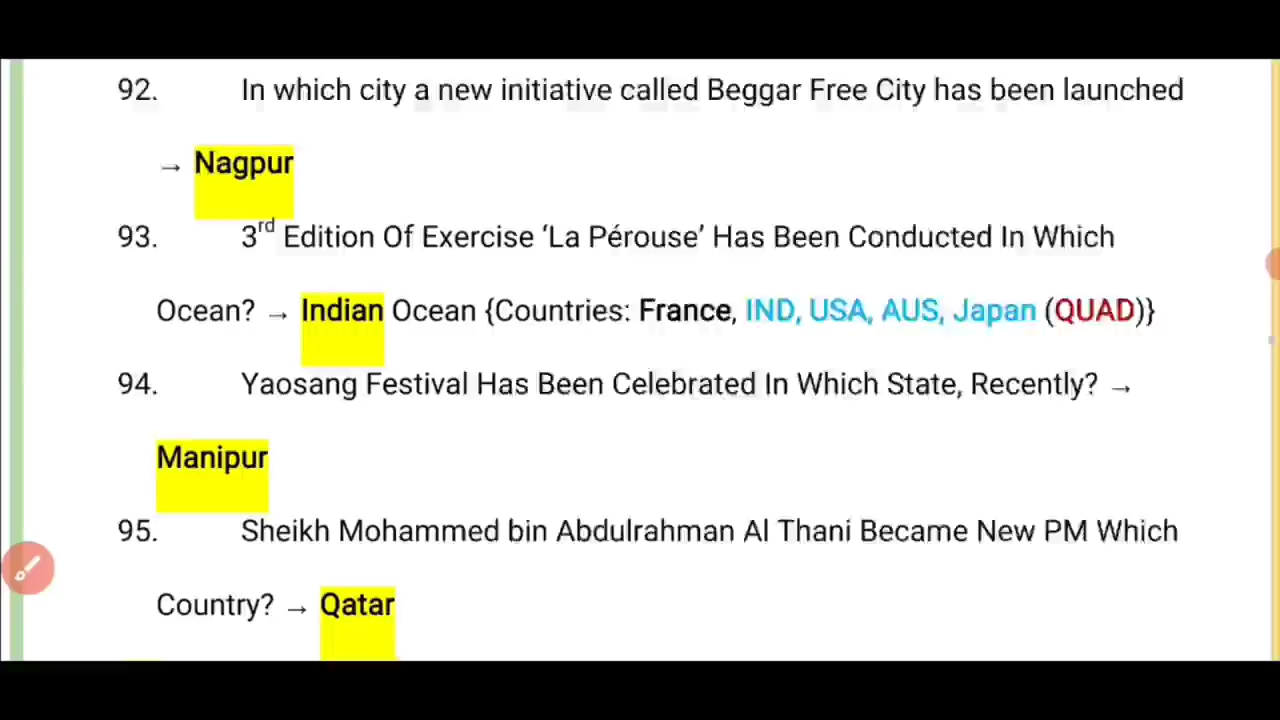 92. In which city a new initiative called Beggar Free City has been launched
→ Nagpur
93. 3rd Edition Of Exercise ‘La Pérouse’ Has Been Conducted In Which
Ocean? → Indian Ocean {Countries: France, IND, USA, AUS, Japan (QUAD)}
94. Yaosang Festival Has Been Celebrated In Which State, Recently? →
Manipur
95. Sheikh Mohammed bin Abdulrahman Al Thani Became New PM Which
Country? → Qatar